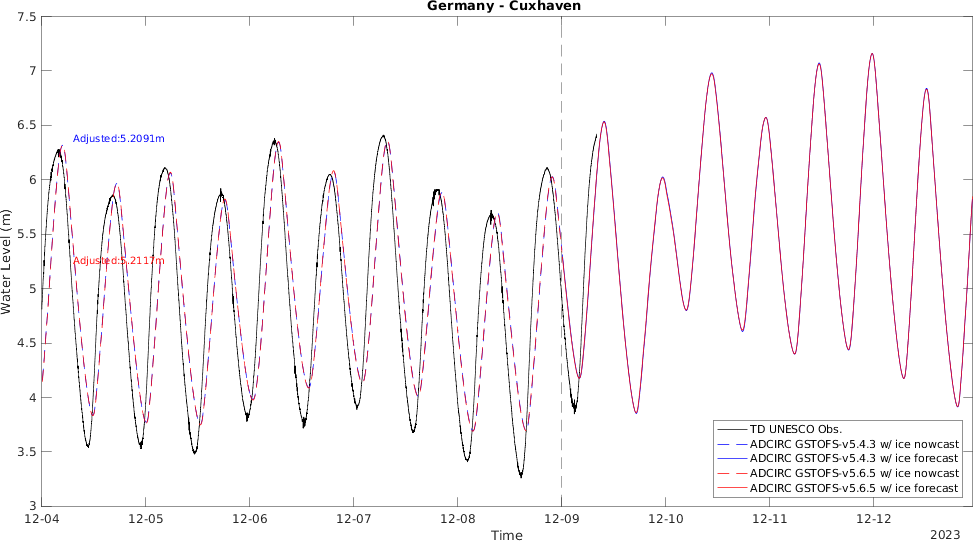 Germany - Cuxhaven
7.5
7
6.5
6
5.5
5
4.5
4
3.5
3
Water Level (m)
Adjusted:5.2091m
Adjusted:5.2117m
TD UNESCO Obs.
ADCIRC GSTOFS-v5.4.3 w/ ice nowcast
ADCIRC GSTOFS-v5.4.3 w/ ice forecast
ADCIRC GSTOFS-v5.6.5 w/ ice nowcast
ADCIRC GSTOFS-v5.6.5 w/ ice forecast
12-04 12-05 12-06 12-07 12-08 12-09 12-10 12-11 12-12
Time
2023